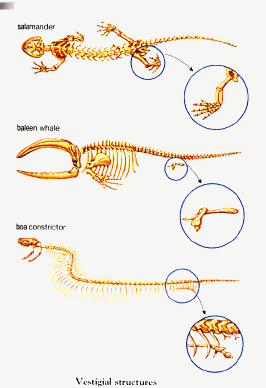 salamander
baleen whale
boa constrictor
Vestigial structures